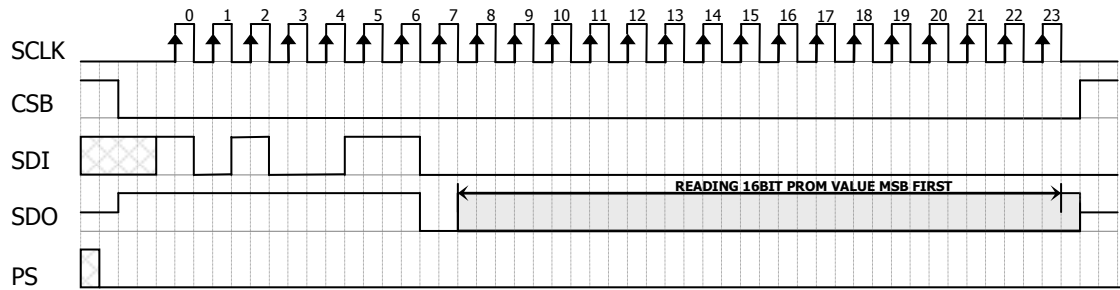 0 1 2 3 4 5 6 7 8 9 10 11 12 13 14 15 16 17 18 19 20 21 22 23
SCLK
CSB
SDI
READING 16BIT PROM VALUE MSB FIRST
SDO
PS